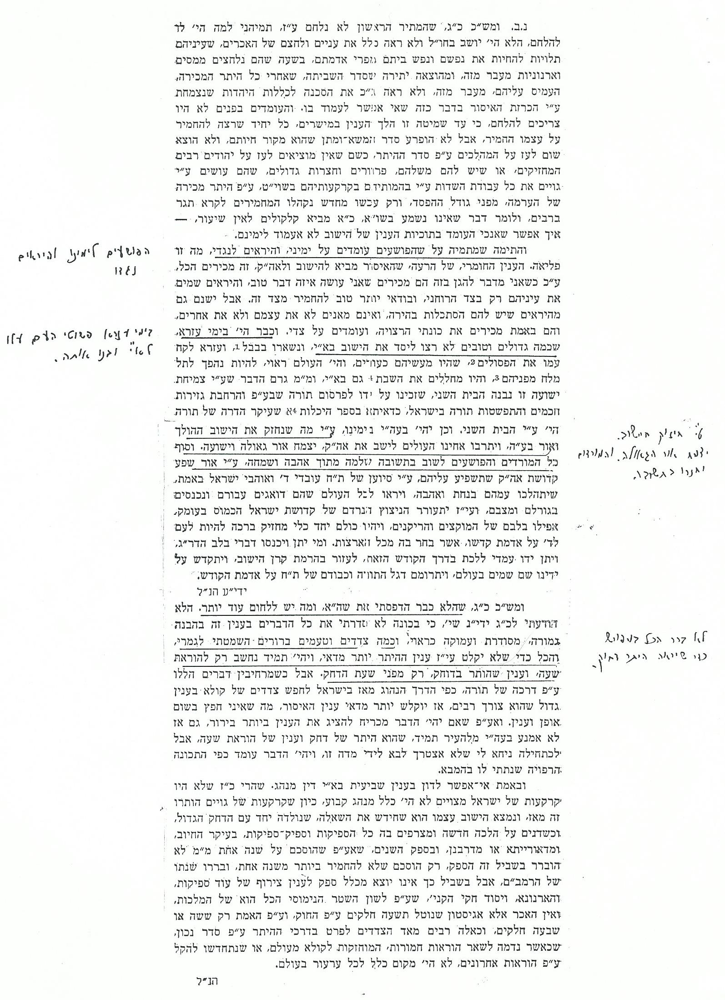 נ.ב. ומש״כ כ״ג, שהמתיר הראשון לא נלחם ע״ז, תמיהני למה הי׳ לו
להלחם, הלא הי׳ יושב בחו״ל ולא ראה כלל את עניים ולחצם של האכרים, שעיניהם
תלויות להחיות את נפשם ונפש ביתם מפרי אדמתם, בשעה שהם נלחצים ממסים
וארנוניות מעבר מזה, ומהוצאה יתירה שסדר השביתה, שאחרי כל היתר המכירה,
העמיס עליהם, מעבר מזה, ולא ראה ג״כ את הסכנה לכללות היהדות שנצמחת
ע״י הכרזת האיסור בדבר כזה שאי אפשר לעמוד בו. והעומדים בפנים לא היו
צריכים להלחם, כי עד שמיטה זו הלך הענין במישרים, כל יחיד שרצה להחמיר
על עצמו החמיר, אבל לא הופרע סדר המשא־ומתן שהוא מקור חיותם, ולא הוצא
שום לעז על המהלכים ע״פ סדר ההיתר, כשם שאין מוציאים לעז על יהודים רבים
המחזיקים, או שיש להם משלהם, פרוורים וחצרות גדולים, שהם עושים ע״י
גויים את כל עבודת השדות ע״י בהמותיהם בקרקעותיהם בשוי״ט, ע״פ היתר מכירה
של הערמה, מפני גודל ההפסד, ורק עכשו מחדש נקהלו המחמירים לקרא תגר
ברבים, ולומר דבר שאינו נשמע בשו״א, כ״א מביא קלקולים לאין שיעור, —
איך אפשר שאנכי העומד בתוכיות הענין של הישוב לא אעמוד לימינם.
והתימה שמתמיה על שהפושעים עומדים על ימיני, והיראים לנגדי, מה זו
הפושעים לימינו והיראים
נגדו
פליאה. הענין החומרי, של הרעה, שהאיסור מביא להישוב ולאה״ק, זה מכירים הכל,
ע״כ כשאני מדבר להגן בזה הם מכירים שאני עושה איזה דבר טוב, והיראים שמים
את עיניהם רק בצד הרוחני, ובודאי יותר טוב להחמיר מצד זה. אבל ישנם גם
מהיראים שיש להם הסתכלות בהירה, ואינם מאנים לא את עצמם ולא את אחרים,
והם באמת מכירים את כונתי הרצויה, ועומדים על צדי. וכבר הי׳ בימי עזרא,
בימי עזרא פשוטי העם עלו
לא״י ובנו אותה.
שכמה גדולים וטובים לא רצו ליסד את הישוב בא״י, ונשארו בבבל 1, ועזרא לקח
עמו את הפסולים 2, שהיו מעשיהם כעורים, והי׳ העולם ראוי, להיות נהפך לתל
מלח מפניהם 3, והיו מחללים את השבת 4 גם בא״י, ומ״מ גרם הדבר שע״י צמיחת
ישועה זו נבנה הבית השני, שזכינו על ידו לפרסום תורה שבע״פ והרחבת גזירות
חכמים והתפשטות תורה בישראל, כדאיתא בספר היכלות 4א שעיקר הדרה של תורה
הי׳ ע״י הבית השני. וכן יהי׳ בעה״י בימינו, ע״י מה שנחזק את הישוב ההולך
חיזוק הישוב.
יצמח אור הגאולה. והמורדים
יחזרו בתשובה.
ואור בע״ה, ויתרבו אחינו העולים לישב את אה״ק, יצמח אור גאולה וישועה. וסוף
כל המורדים והפושעים לשוב בתשובה שלמה מתוך אהבה ושמחה, ע״י אור שפע
קדושת אה״ק שתשפיע עליהם, ע״י סיוען של ת״ח עובדי ד׳ ואוהבי ישראל באמת,
שיתהלכו עמהם בנחת ואהבה, ויראו לכל העולם שהם דואגים עבורם ונכנסים
בגורלם ומצבם, ועי״ז יתעורר הניצוץ הנרדם של קדושת ישראל הכמוס בעומק,
אפילו בלבם של המוקצים והריקנים, ויהיו כולם יחד כלי מחזיק ברכה להיות לעם
לד׳ על אדמת קדשו, אשר בחר בה מכל הארצות. ומי יתן ויכנסו דברי בלב הדר״ג,
ויתן ידו עמדי ללכת בדרך הקודש הזאת, לעזור בהרמת קרן הישוב, ויתקדש על
ידינו שם שמים בעולם, ויתרומם דגל התורה וכבודם של ת״ח על אדמת הקודש.
ידי״ע הנ״ל
ומש״כ כ״ג, שהלא כבר הדפסתי את שה״א, ומה יש ללחום עוד יותר. הלא
הודעתי לכ״ג ידי״נ שי׳, כי בכונה לא סדרתי את כל הדברים בענין זה בהבנה
גמורה, מסודרת ועמוקה כראוי, וכמה צדדים וטעמים ברורים השמטתי לגמרי,
לא ברר הכל במפורש
כדי שייראה היתר דחוק.
והכל כדי שלא יקלט עי״ז ענין ההיתר יותר מדאי, ויהי׳ תמיד נחשב רק להוראת
שעה, וענין שהותר בדוחק, רק מפני שעת הדחק. אבל כשמרחיבין דברים הללו
ע״פ דרכה של תורה, כפי הדרך הנהוג מאז בישראל לחפש צדדים של קולא בענין
גדול שהוא צורך רבים, אז יוקלש יותר מדאי ענין האיסור, מה שאיני חפץ בשום
אופן וענין. ואע״פ שאם יהי׳ הדבר מכריח להציג את הענין ביותר בירור, גם אז
לא אמנע בעה״י מלהעיר תמיד, שהוא היתר של דחק וענין של הוראת שעה, אבל
לכתחילה ניחא לי שלא אצטרך לבא לידי מדה זו, ויהי׳ הדבר עומד כפי התכונה
הרפויה שנתתי לו בהמבא.
ובאמת אי־אפשר לדון בענין שביעית בא״י דין מנהג. שהרי כ״ז שלא היו
קרקעות של ישראל מצויים לא הי׳ כלל מנהג קבוע, כיון שקרקעות של גויים הותרו
זה מאז, ונמצא הישוב עצמו הוא שחידש את השאלה, שנולדה יחד עם הדחק הגדול,
וכשדנים על הלכה חדשה ומצרפים בה כל הספיקות וספיק־ספיקות, בעיקר החיוב,
ומדאורייתא או מדרבנן, ובספק השנים, שאע״פ שהוסכם על שנה אחת מ״מ לא
הוברר בשביל זה הספק, רק הוסכם שלא להחמיר ביותר משנה אחת, ובררו שנתו
של הרמב״ם, אבל בשביל כך אינו יוצא מכלל ספק לענין צירוף של עוד ספיקות,
והארנונא, ויסוד חקי הקני׳, שע״פ לשון השטר הנימוסי הכל הוא של המלכות,
ואין האכר אלא אגיסטון שנוטל תשעה חלקים ע״פ החוק, וע״פ האמת רק ששה או
שבעה חלקים, וכאלה רבים מאד הצדדים לפרט בדרכי ההיתר ע״פ סדר נכון,
שכאשר נדמה לשאר הוראות חמורות, המוחזקות לקולא מעולם, או שנתחדשו להקל
ע״פ הוראות אחרונים, לא הי׳ מקום כלל לכל ערעור בעולם.
הנ״ל